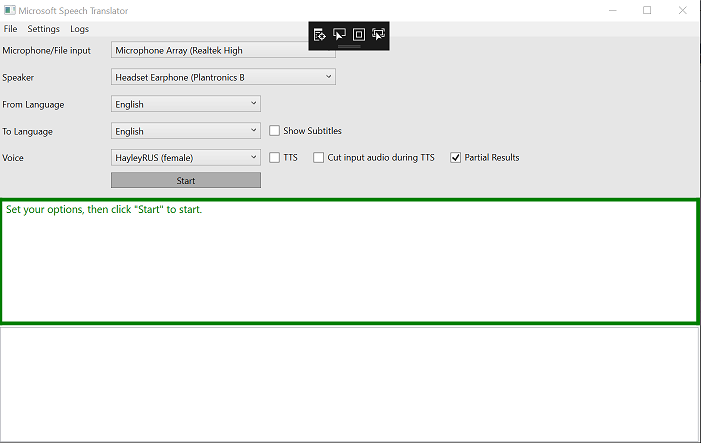 Microsoft Speech Translator
File Settings Logs
Microphone/File input Microphone Array (Realtek High
Speaker Headset Earphone (Plantronics B
From Language English
To Language English Show Subtitles
Voice HayleyRUS (female) TTS Cut input audio during TTS Partial Results
Start
Set your options, then click "Start" to start.